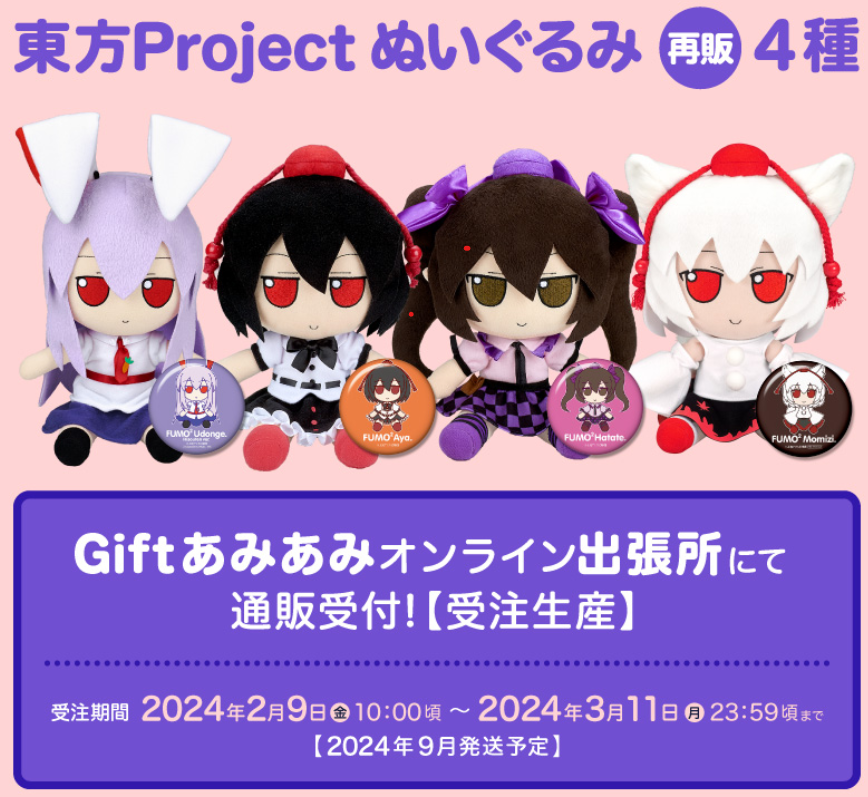 東方Project ぬいぐるみ 再販 4種
FUMO² Udonge.
FUMO² Aya.
FUMO² Hatate.
FUMO² Momizi.
Giftあみあみオンライン出張所にて
通販受付!【受注生産】
受注期間 2024年2月9日金10:00頃 ～ 2024年3月11日月23:59頃まで
【2024年9月発送予定】